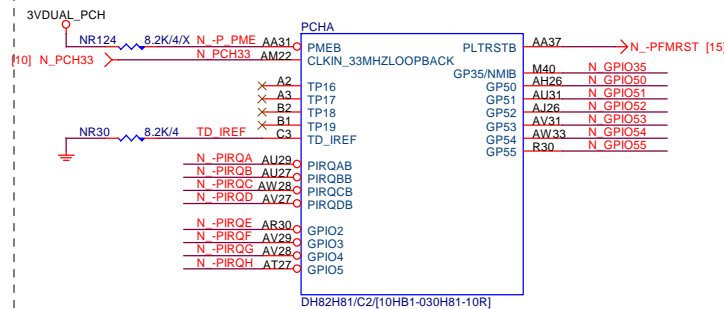 3VDUAL_PCH
PCHA
NR124 8.2K/4/X N_-P_PME AA31 PMEB PLTRSTB AA37 N_-PFMRST [15]
[10] N_PCH33 N_PCH33 AM22 CLKIN_33MHZLOOPBACK
GP35/NMIB M40 N_GPIO35
A2 TP16 GP50 AH26 N_GPIO50
A3 TP17 GP51 AU31 N_GPIO51
B2 TP18 GP52 AJ26 N_GPIO52
B1 TP19 GP53 AV31 N_GPIO53
NR30 8.2K/4 TD_IREF C3 TD_IREF GP54 AW33 N_GPIO54
GP55 R30 N_GPIO55
N_-PIRQA AU29 PIRQAB
N_-PIRQB AU27 PIRQBB
N_-PIRQC AW28 PIRQCB
N_-PIRQD AV27 PIRQDB
N_-PIRQE AR30 GPIO2
N_-PIRQF AV29 GPIO3
N_-PIRQG AV28 GPIO4
N_-PIRQH AT27 GPIO5
DH82H81/C2/[10HB1-030H81-10R]